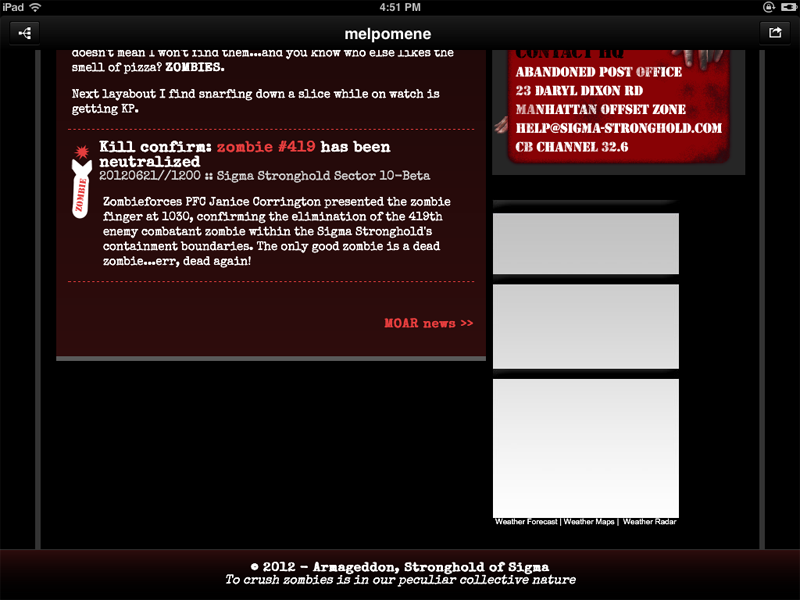 iPad
4:51 PM
melpomene
doesn't mean I won't find them...and you know who else likes the
smell of pizza? ZOMBIES.
Next layabout I find snarfing down a slice while on watch is
getting KP.
ZOMBIE
Kill confirm: zombie #419 has been
neutralized
20120621//1200 :: Sigma Stronghold Sector 10-Beta
Zombieforces PFC Janice Corrington presented the zombie
finger at 1030, confirming the elimination of the 419th
enemy combatant zombie within the Sigma Stronghold's
containment boundaries. The only good zombie is a dead
zombie...err, dead again!
MOAR news >>
CONTACT HQ
ABANDONED POST OFFICE
23 DARYL DIXON RD
MANHATTAN OFFSET ZONE
HELP@SIGMA-STRONGHOLD.COM
CB CHANNEL 32.6
Weather Forecast | Weather Maps | Weather Radar
© 2012 - Armageddon, Stronghold of Sigma
To crush zombies is in our peculiar collective nature